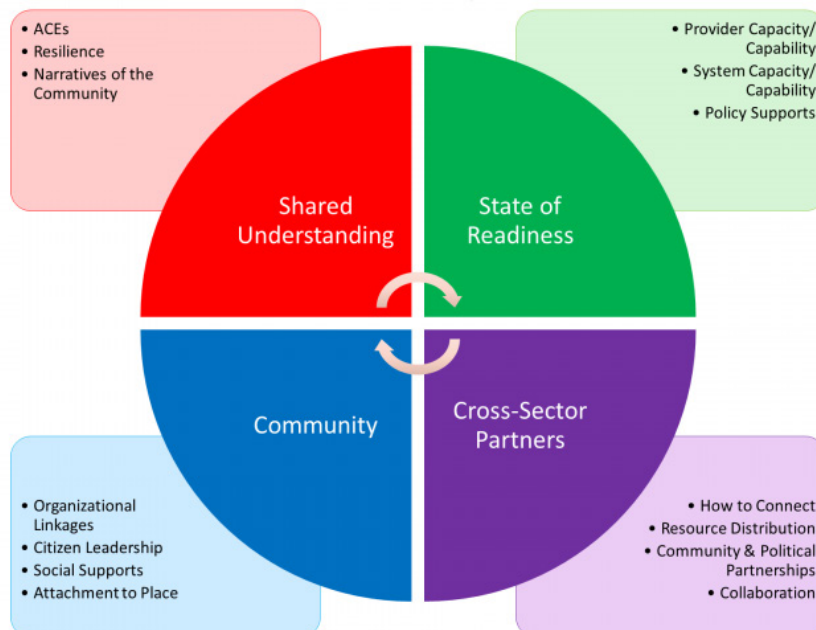 • ACEs
• Resilience
• Narratives of the
Community
• Provider Capacity/
Capability
• System Capacity/
Capability
• Policy Supports
Shared
Understanding
State of
Readiness
Community
Cross-Sector
Partners
• Organizational
Linkages
• Citizen Leadership
• Social Supports
• Attachment to Place
• How to Connect
• Resource Distribution
• Community & Political
Partnerships
• Collaboration